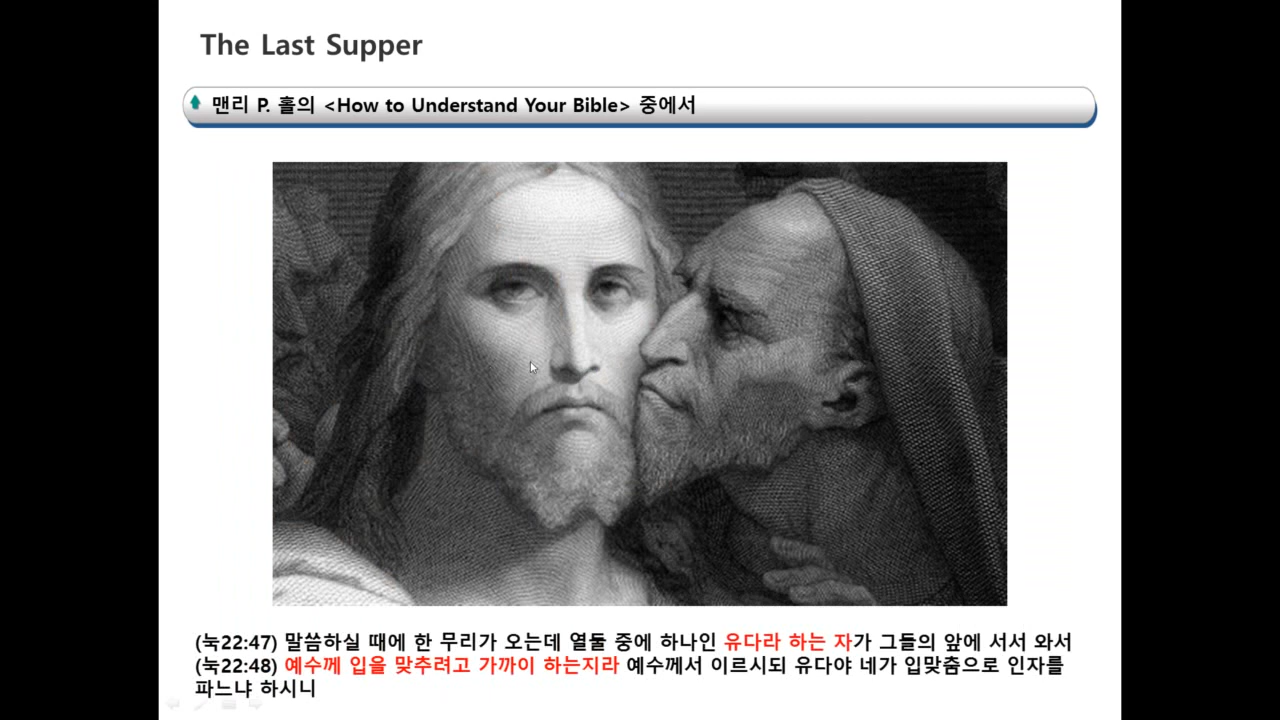 The Last Supper
맨리 P. 홀의 <How to Understand Your Bible> 중에서
(눅22:47) 말씀하실 때에 한 무리가 오는데 열둘 중에 하나인 유다라 하는 자가 그들의 앞에 서서 와서
(눅22:48) 예수께 입을 맞추려고 가까이 하는지라 예수께서 이르시되 유다야 네가 입맞춤으로 인자를
파느냐 하시니